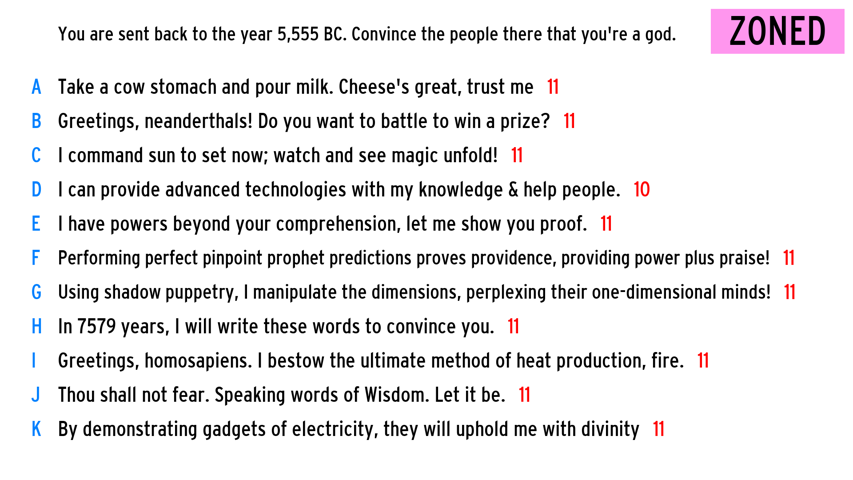 You are sent back to the year 5,555 BC. Convince the people there that you're a god.
ZONED
A Take a cow stomach and pour milk. Cheese's great, trust me 11
B Greetings, neanderthals! Do you want to battle to win a prize? 11
C I command sun to set now; watch and see magic unfold! 11
D I can provide advanced technologies with my knowledge & help people. 10
E I have powers beyond your comprehension, let me show you proof. 11
F Performing perfect pinpoint prophet predictions proves providence, providing power plus praise! 11
G Using shadow puppetry, I manipulate the dimensions, perplexing their one-dimensional minds! 11
H In 7579 years, I will write these words to convince you. 11
I Greetings, homosapiens. I bestow the ultimate method of heat production, fire. 11
J Thou shall not fear. Speaking words of Wisdom. Let it be. 11
K By demonstrating gadgets of electricity, they will uphold me with divinity 11